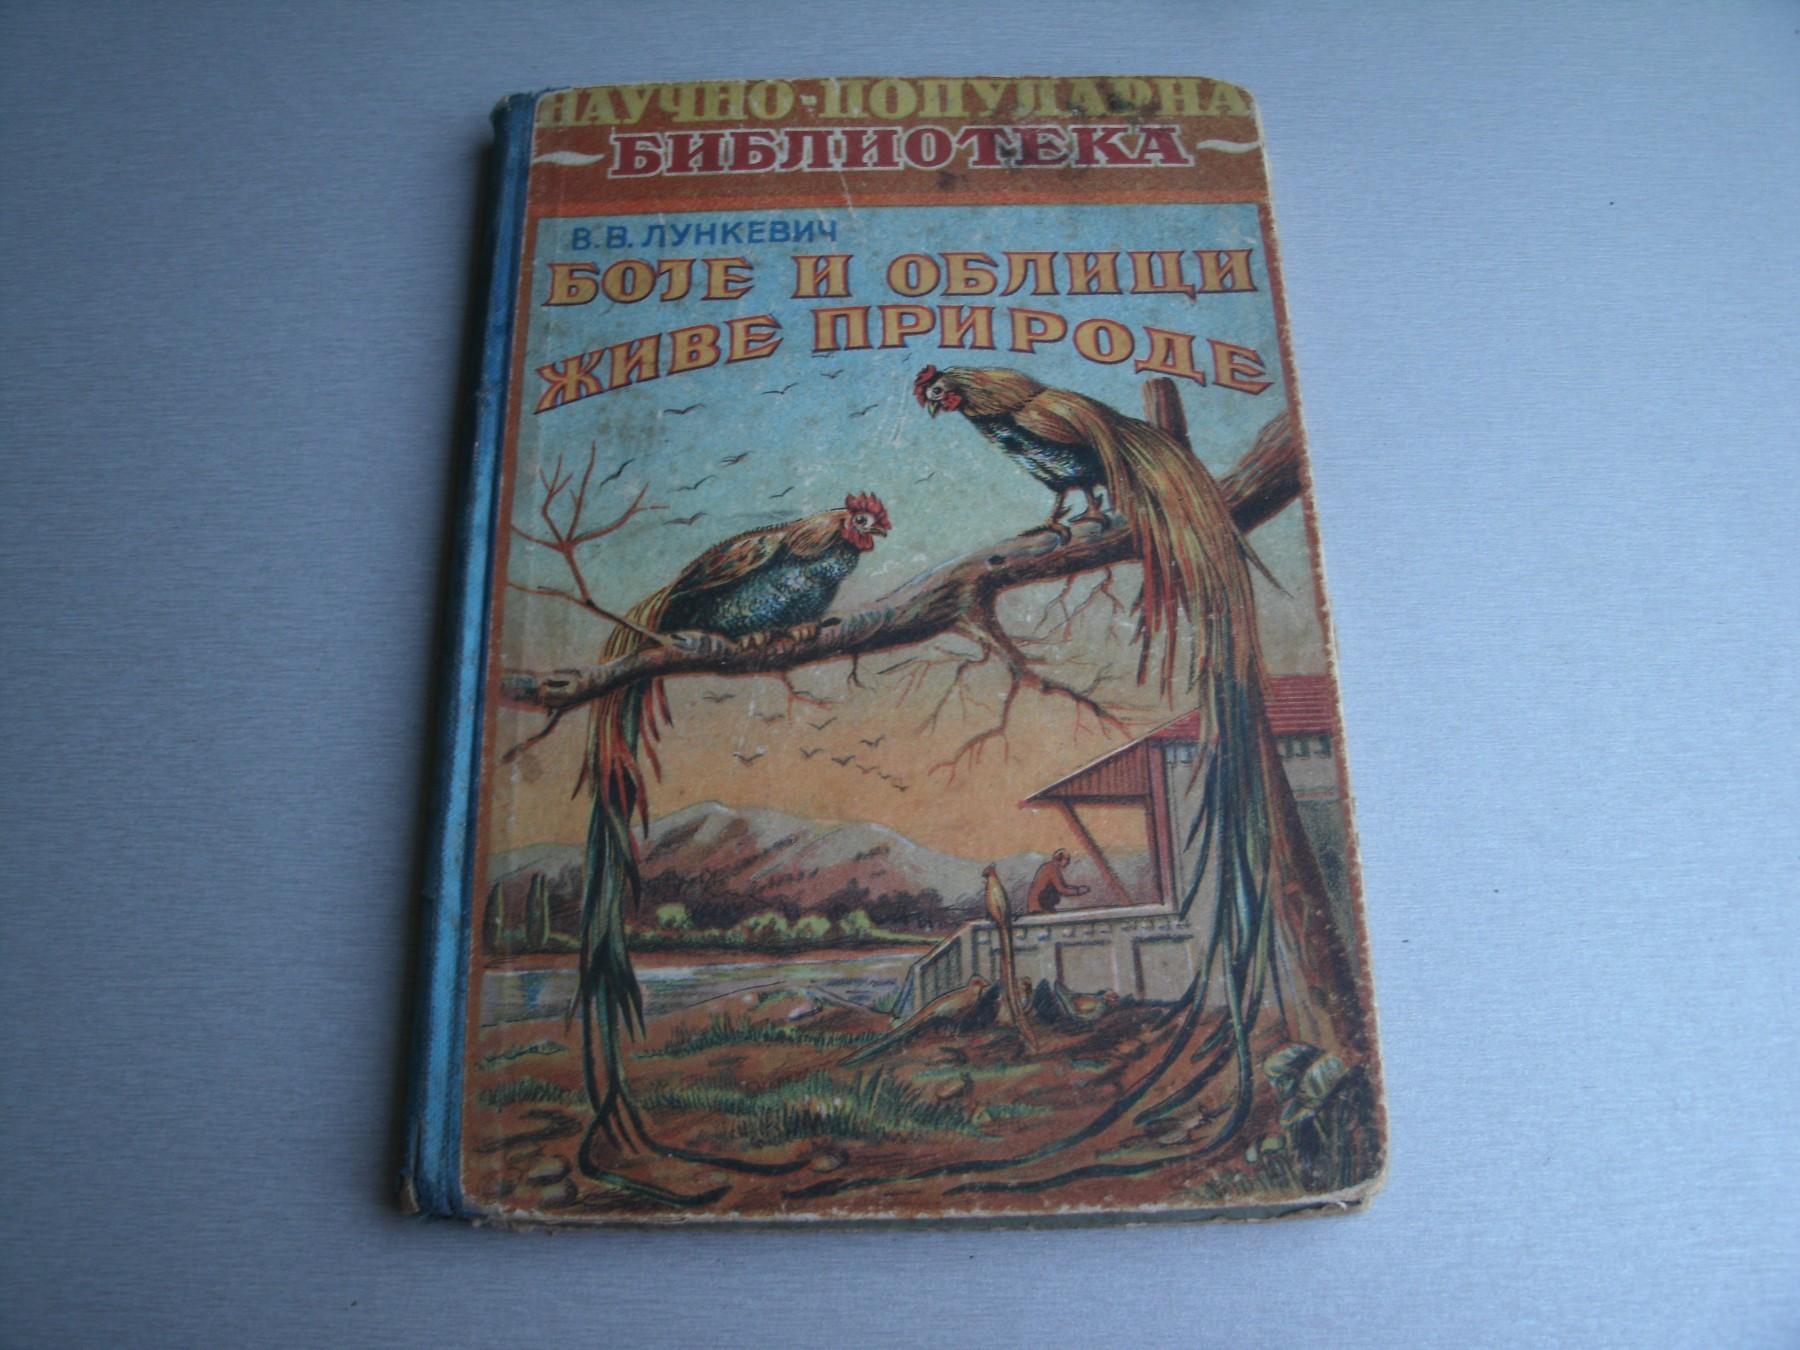 НАУЧНО-ПОПУЛАРНА
БИБЛИОТЕКА
В.В.ЛУНКЕВИЧ
БОЈЕ И ОБЛИЦИ
ЖИВЕ ПРИРОДЕ